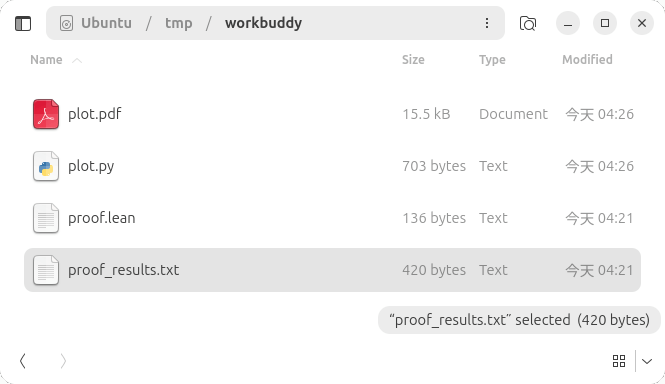 Ubuntu / tmp / workbuddy
Name Size Type Modified
plot.pdf 15.5 kB Document 今天 04:26
plot.py 703 bytes Text 今天 04:26
proof.lean 136 bytes Text 今天 04:21
proof_results.txt 420 bytes Text 今天 04:21
“proof_results.txt” selected (420 bytes)